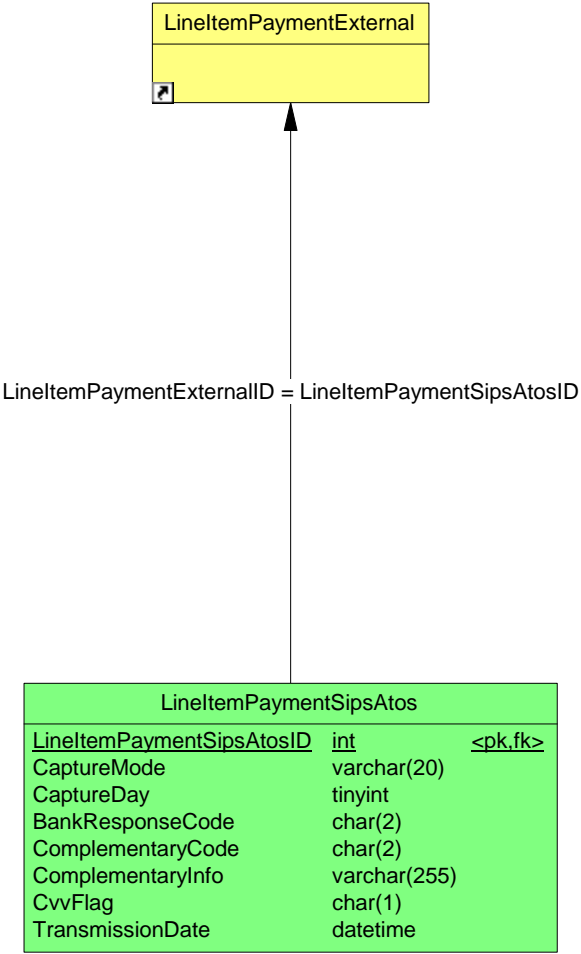 LineItemPaymentExternal
LineItemPaymentExternalID = LineItemPaymentSipsAtosID
LineItemPaymentSipsAtos
LineItemPaymentSipsAtosID int <pk,fk>
CaptureMode varchar(20)
CaptureDay tinyint
BankResponseCode char(2)
ComplementaryCode char(2)
ComplementaryInfo varchar(255)
CvvFlag char(1)
TransmissionDate datetime